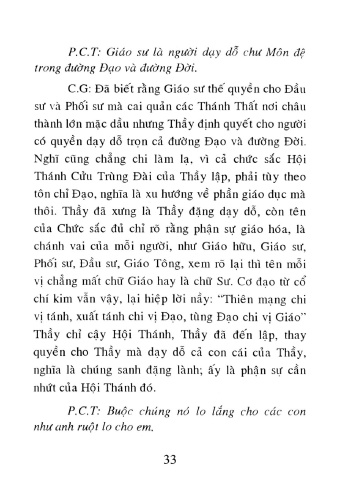 P.C.T: Giáo sư là người dạy dỗ chư Môn đệ
trong đường Đạo và đường Đời.
C.G: Đã biết rằng Giáo sư thế quyền cho Đầu
sư và Phối sư mà cai quản các Thánh Thất nơi châu
thành lớn mặc dầu nhưng Thầy định quyết cho người
có quyền dạy dỗ trọn cả đường Đạo và đường Đời.
Nghĩ cũng chẳng chi làm lạ, vì cả chức sắc Hội
Thánh Cửu Trùng Đài của Thầy lập, phải tùy theo
tôn chỉ Đạo, nghĩa là xu hướng về phần giáo dục mà
thôi. Thầy đã xưng là Thầy đặng dạy dỗ, còn tên
của Chức sắc đủ chỉ rõ rằng phận sự giáo hóa, là
chánh vai của mỗi người, như Giáo hữu, Giáo sư,
Phối sư, Đầu sư, Giáo Tông, xem rõ lại thì tên mỗi
vị chẳng mất chữ Giáo hay là chữ Sư. Cơ đạo từ cổ
chí kim vẫn vậy, lại hiệp lời nầy: “Thiên mạng chi
vị tánh, xuất tánh chi vị Đạo, tùng Đạo chi vị Giáo”
Thầy chỉ cậy Hội Thánh, Thầy đã đến lập, thay
quyền cho Thầy mà dạy dỗ cả con cái của Thầy,
nghĩa là chúng sanh đặng lành; ấy là phận sự cần
nhứt của Hội Thánh đó.
P.C.T: Buộc chúng nó lo lắng cho các con
như anh ruột lo cho em.
33